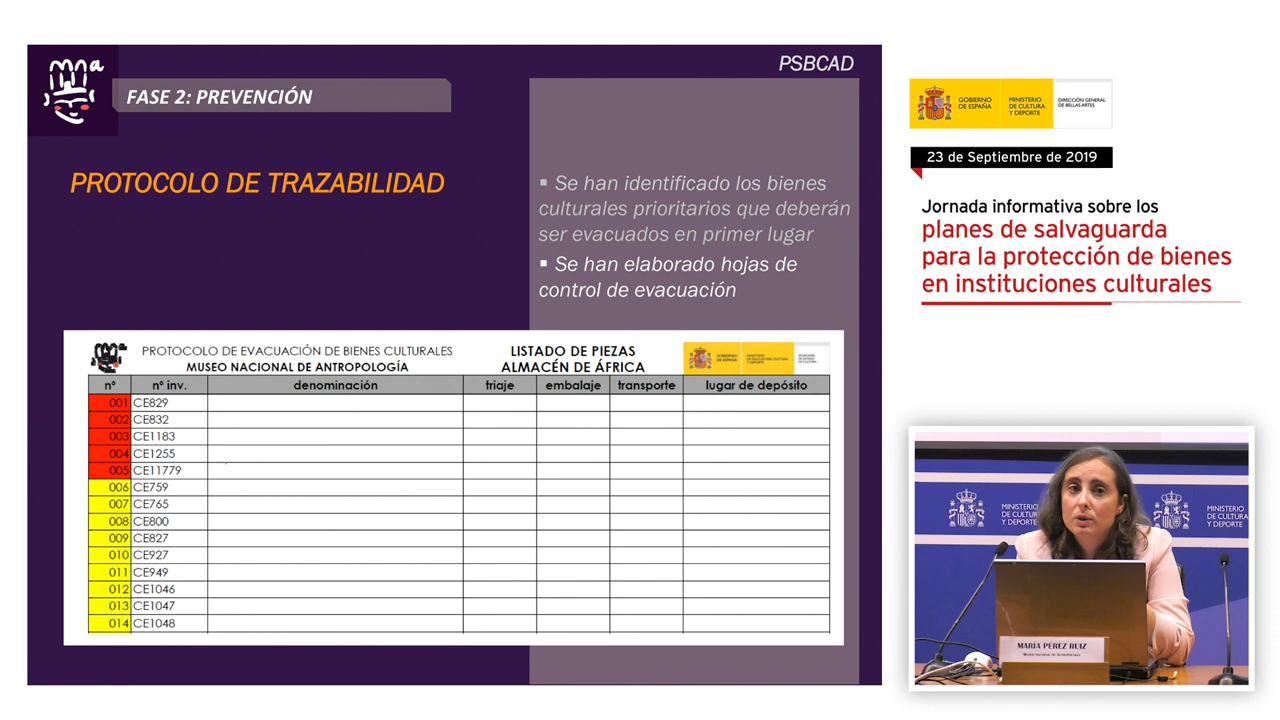 PSBCAD
FASE 2: PREVENCIÓN
PROTOCOLO DE TRAZABILIDAD
▪ Se han identificado los bienes
culturales prioritarios que deberán
ser evacuados en primer lugar
▪ Se han elaborado hojas de
control de evacuación
PROTOCOLO DE EVACUACIÓN DE BIENES CULTURALES
MUSEO NACIONAL DE ANTROPOLOGÍA
LISTADO DE PIEZAS
ALMACÉN DE ÁFRICA
nº nº inv. denominación triaje embalaje transporte lugar de depósito
001 CE829
002 CE832
003 CE1183
004 CE1255
005 CE11779
006 CE759
007 CE765
008 CE800
009 CE827
010 CE927
011 CE949
012 CE1046
013 CE1047
014 CE1048
GOBIERNO
DE ESPAÑA
MINISTERIO
DE CULTURA
Y DEPORTE
DIRECCIÓN GENERAL
DE BELLAS ARTES
23 de Septiembre de 2019
Jornada informativa sobre los
planes de salvaguarda
para la protección de bienes
en instituciones culturales
MINISTERIO
DE CULTURA
Y DEPORTE
MARÍA PÉREZ RUIZ
MUSEO NACIONAL DE ANTROPOLOGÍA